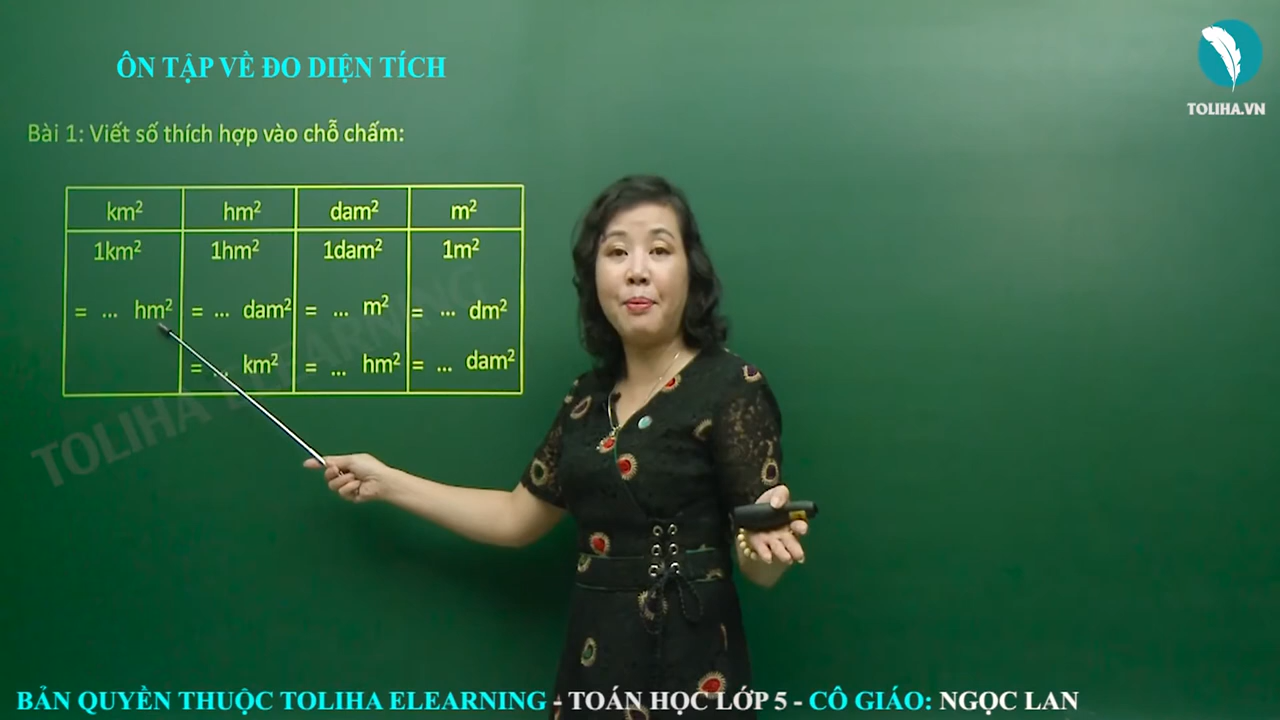 ÔN TẬP VỀ ĐO DIỆN TÍCH
TOLIHA.VN
Bài 1: Viết số thích hợp vào chỗ chấm:
km² hm² dam² m²
1km² 1hm² 1dam² 1m²
= ... hm² = ... dam² = ... m² = ... dm²
= ... km² = ... hm² = ... dam²
TOLIHA ELEARNING
BẢN QUYỀN THUỘC TOLIHA ELEARNING - TOÁN HỌC LỚP 5 - CÔ GIÁO: NGỌC LAN